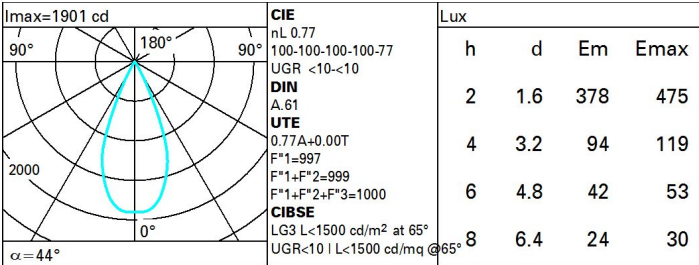 Imax=1901 cd
90°
180°
90°
2000
0°
α=44°
CIE
nL 0.77
100-100-100-100-77
UGR <10-<10
DIN
A.61
UTE
0.77A+0.00T
F"1=997
F"1+F"2=999
F"1+F"2+F"3=1000
CIBSE
LG3 L<1500 cd/m² at 65°
UGR<10 | L<1500 cd/mq @65°
Lux
h d Em Emax
2 1.6 378 475
4 3.2 94 119
6 4.8 42 53
8 6.4 24 30